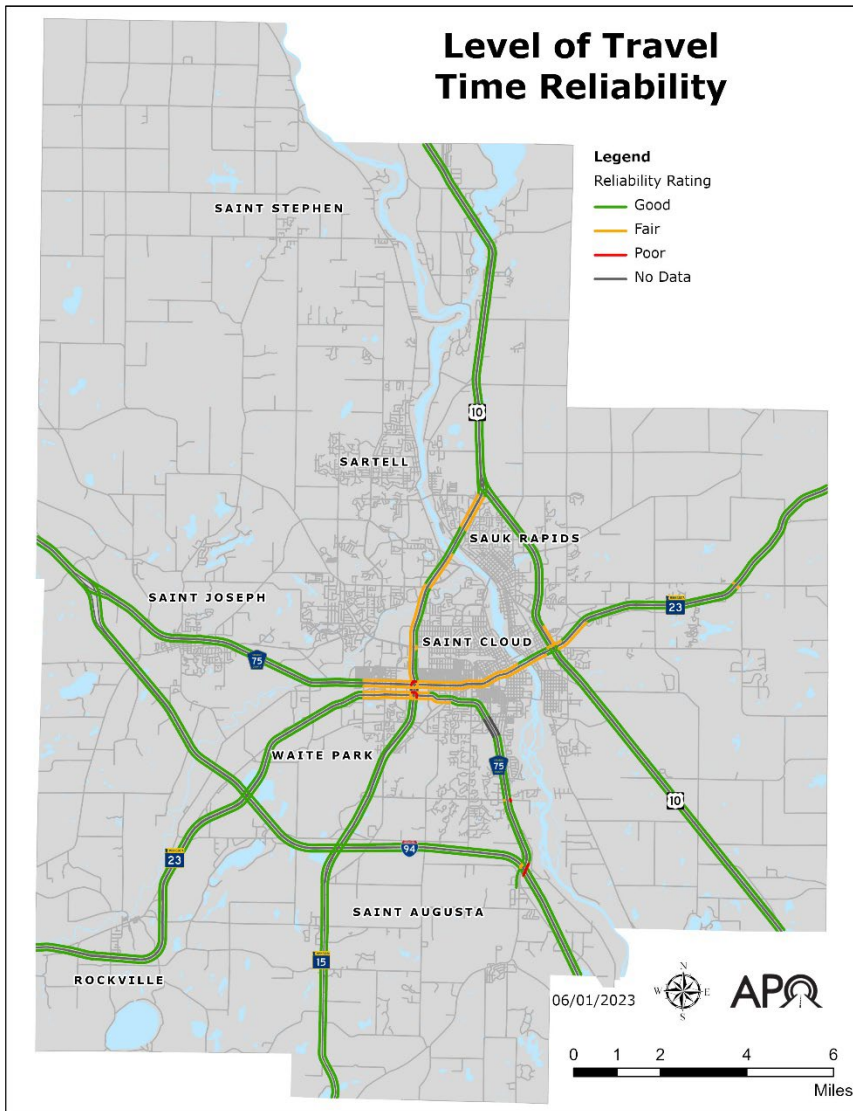 Level of Travel
Time Reliability
Legend
Reliability Rating
Good
Fair
Poor
No Data
SAINT STEPHEN
10
SARTELL
SAUK RAPIDS
SAINT JOSEPH
23
SAINT CLOUD
75
WAITE PARK
75
10
23
94
SAINT AUGUSTA
15
ROCKVILLE
06/01/2023
N
W E
S
APO
0 1 2 4 6
Miles